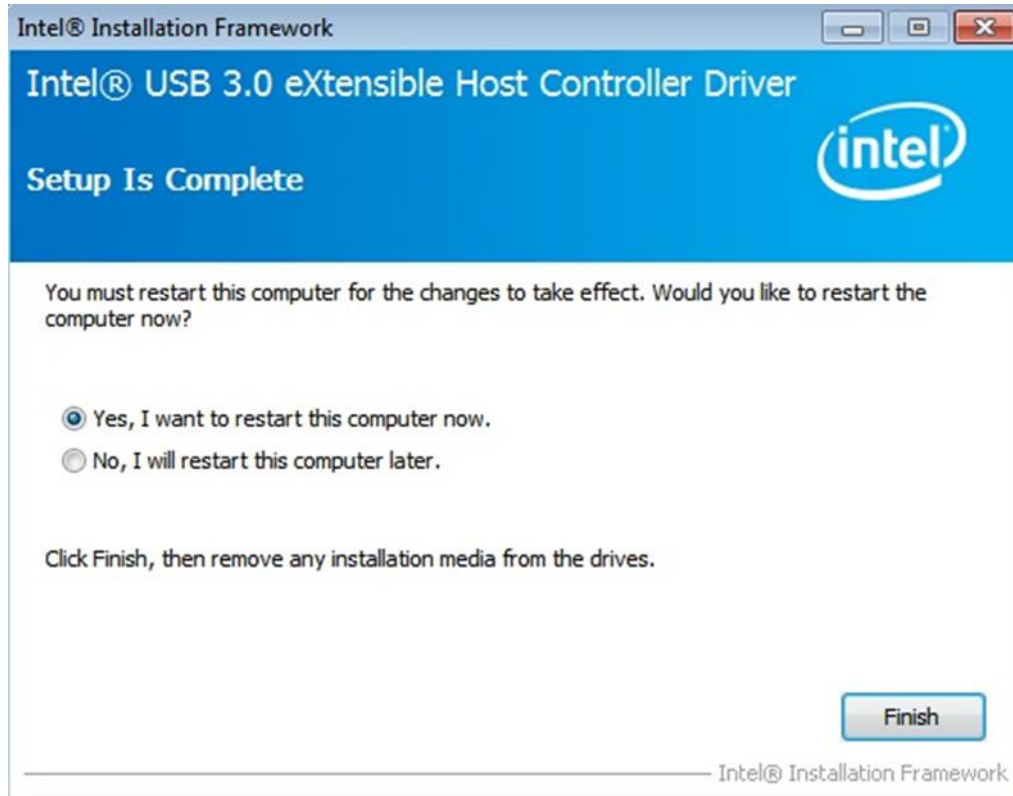 Intel® Installation Framework
Intel® USB 3.0 eXtensible Host Controller Driver
intel
Setup Is Complete
You must restart this computer for the changes to take effect. Would you like to restart the
computer now?
Yes, I want to restart this computer now.
No, I will restart this computer later.
Click Finish, then remove any installation media from the drives.
Finish
Intel® Installation Framework